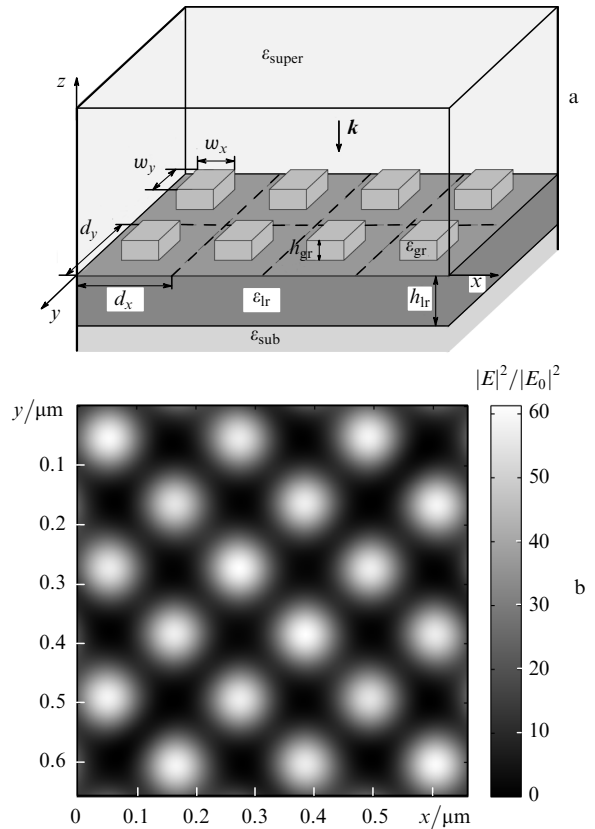 z
ε_super
a
k
w_x
w_y
d_y
h_gr
ε_gr
x
d_x
ε_lr
h_lr
y
ε_sub
|E|²/|E₀|²
y/µm
60
0.1
50
0.2
40
0.3
30
b
0.4
20
0.5
10
0.6
0
0 0.1 0.2 0.3 0.4 0.5 x/µm